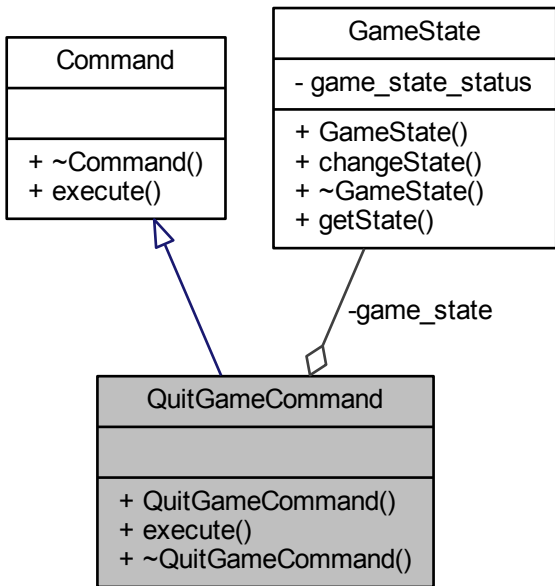 Command
+ ~Command()
+ execute()
GameState
- game_state_status
+ GameState()
+ changeState()
+ ~GameState()
+ getState()
-game_state
QuitGameCommand
+ QuitGameCommand()
+ execute()
+ ~QuitGameCommand()